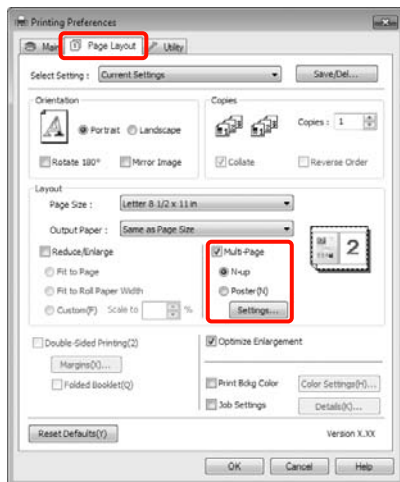 Printing Preferences
Main Page Layout Utility
Select Setting : Current Settings Save/Del...
Orientation Copies
Portrait Landscape Copies : 1
Rotate 180° Mirror Image Collate Reverse Order
Layout
Page Size : Letter 8 1/2 x 11 in
Output Paper : Same as Page Size
Reduce/Enlarge Multi-Page
Fit to Page N-up
Fit to Roll Paper Width Poster(N)
Custom(F) Scale to % Settings...
2
Double-Sided Printing(2) Optimize Enlargement
Margins(X)...
Folded Booklet(Q) Print Bckg Color Color Settings(H)...
Job Settings Details(K)...
Reset Defaults(Y) Version X.XX
OK Cancel Help